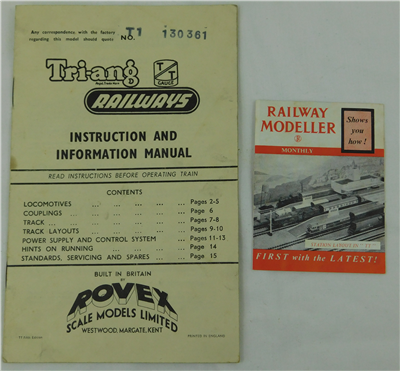 Any correspondence with the factory
regarding this model should quote NO. T1 130361
Tri-ang
TT
GAUGE
RAILWAYS
INSTRUCTION AND
INFORMATION MANUAL
READ INSTRUCTIONS BEFORE OPERATING TRAIN
CONTENTS
LOCOMOTIVES ... ... ... ... ... Pages 2-5
COUPLINGS ... ... ... ... ... Page 6
TRACK ... ... ... ... ... ... Pages 7-8
TRACK LAYOUTS ... ... ... ... Pages 9-10
POWER SUPPLY AND CONTROL SYSTEM ... Pages 11-13
HINTS ON RUNNING ... ... ... ... Page 14
STANDARDS, SERVICING AND SPARES ... ... Page 15
BUILT IN BRITAIN
BY
ROVEX
SCALE MODELS LIMITED
WESTWOOD, MARGATE, KENT
PRINTED IN ENGLAND
RAILWAY
MODELLER
MONTHLY
Shows
you
how!
FIRST with the LATEST!